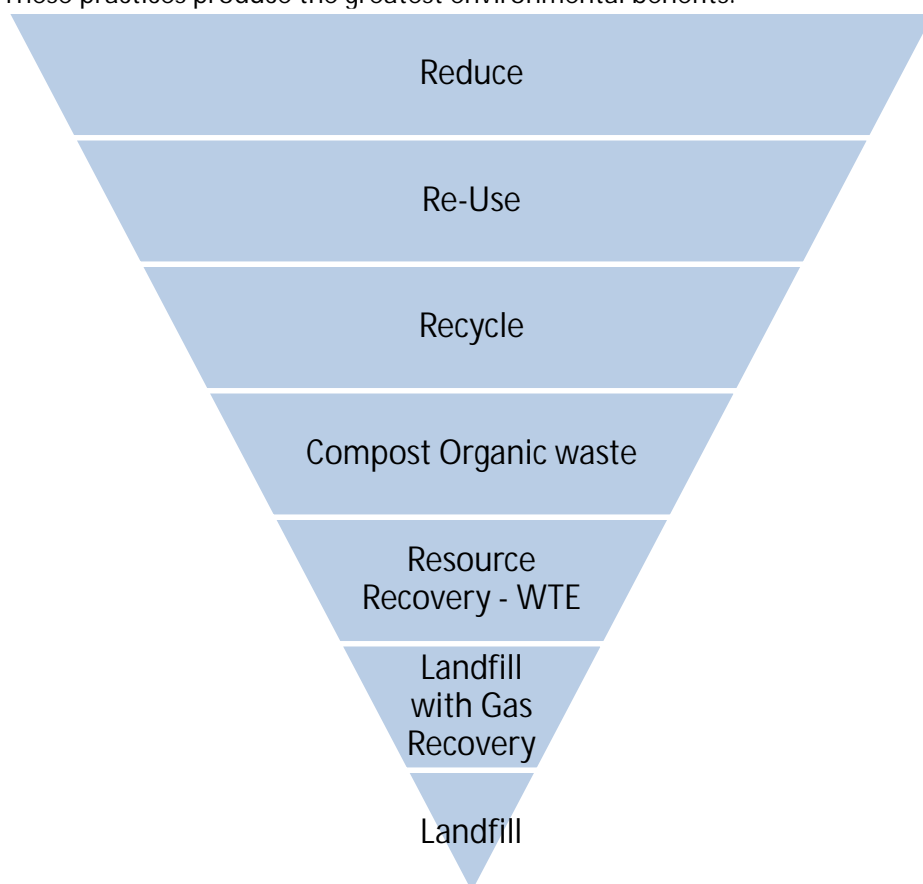 These practices produce the greatest environmental benefits.
Reduce
Re-Use
Recycle
Compost Organic waste
Resource
Recovery - WTE
Landfill
with Gas
Recovery
Landfill